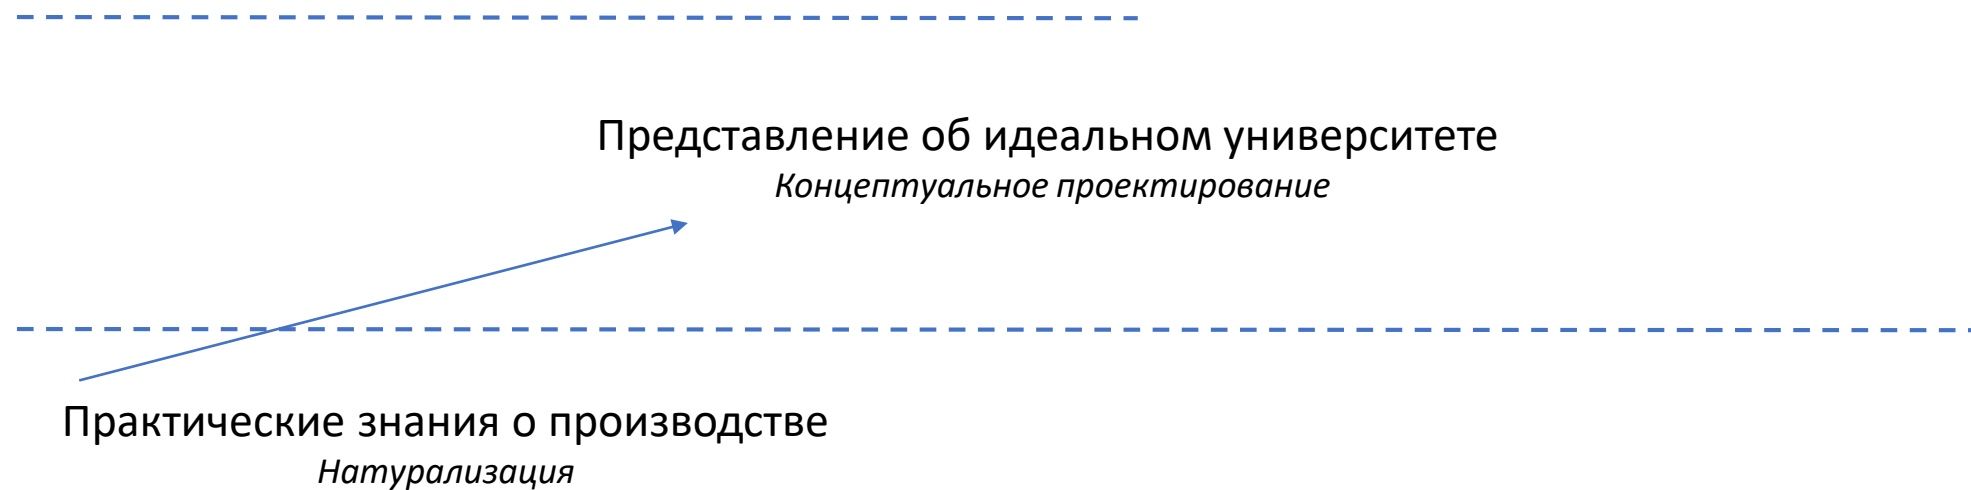 Представление об идеальном университете
Концептуальное проектирование
Практические знания о производстве
Натурализация